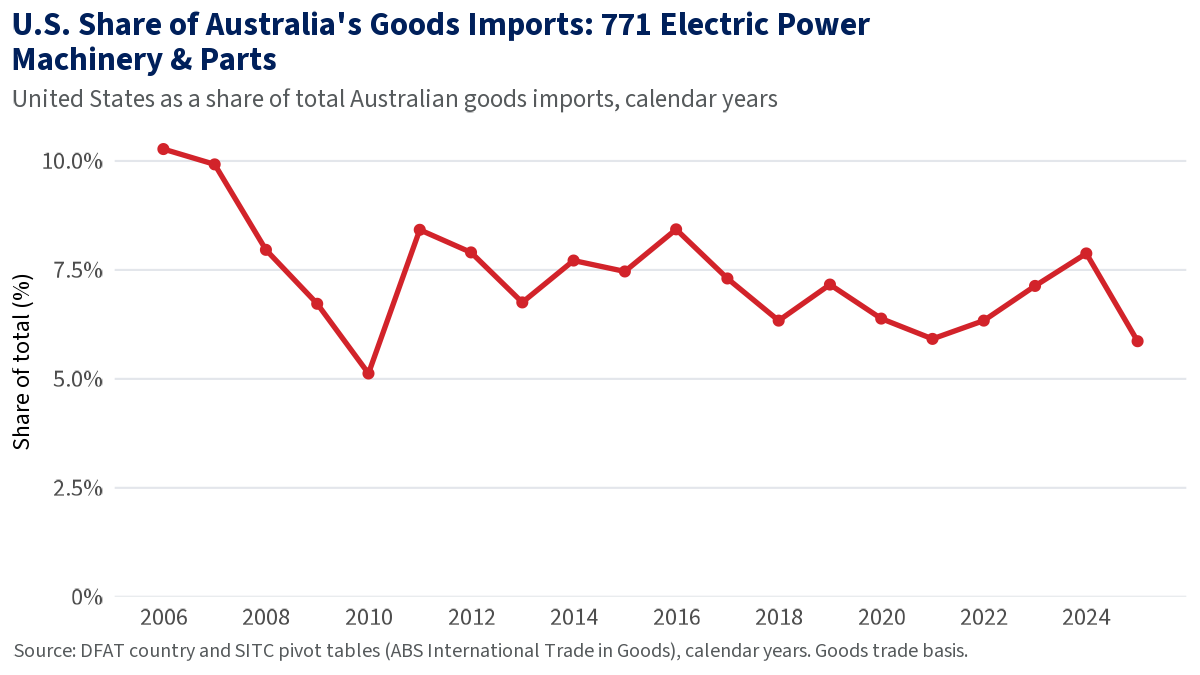 U.S. Share of Australia's Goods Imports: 771 Electric Power
Machinery & Parts
United States as a share of total Australian goods imports, calendar years
Share of total (%)
10.0%
7.5%
5.0%
2.5%
0%
2006 2008 2010 2012 2014 2016 2018 2020 2022 2024
Source: DFAT country and SITC pivot tables (ABS International Trade in Goods), calendar years. Goods trade basis.